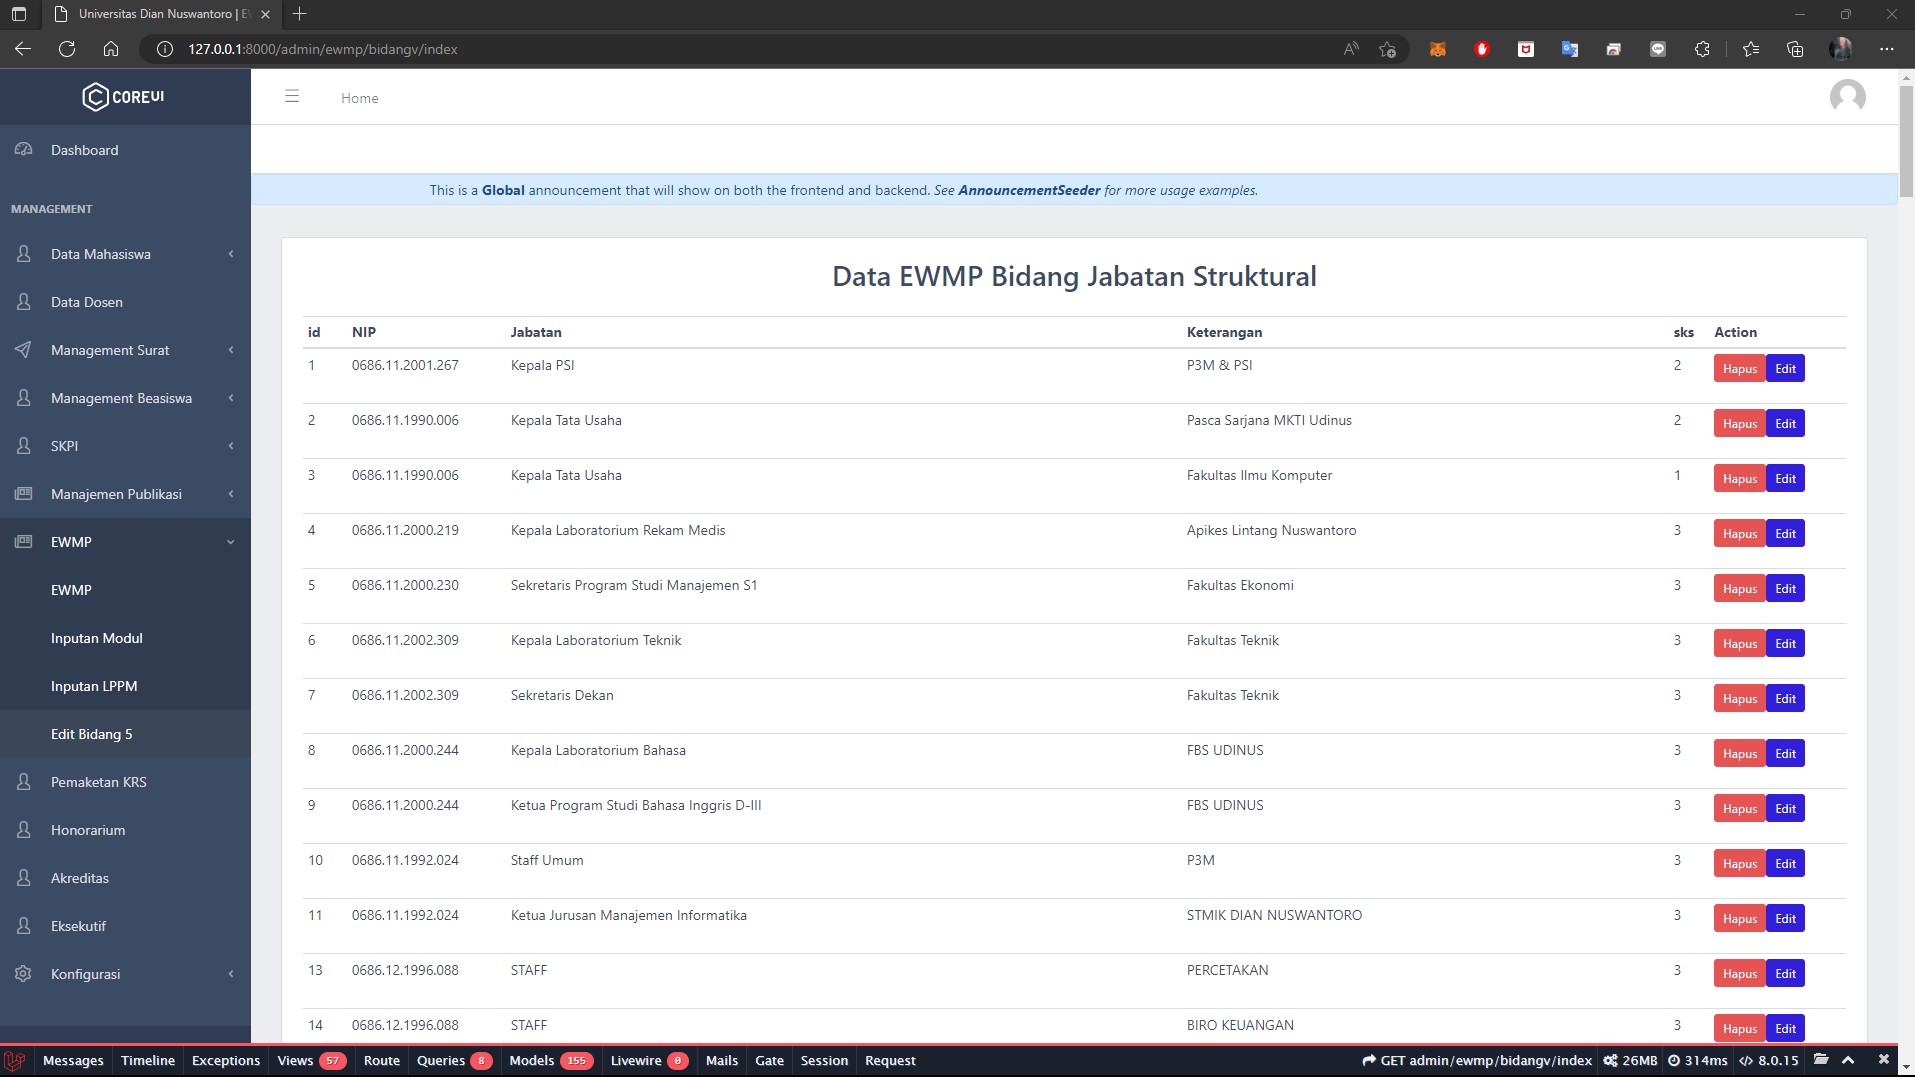 Universitas Dian Nuswantoro |
127.0.0.1:8000/admin/ewmp/bidangv/index
COREUI
Home
Dashboard
This is a Global announcement that will show on both the frontend and backend. See AnnouncementSeeder for more usage examples.
MANAGEMENT
Data Mahasiswa
Data Dosen
Management Surat
Management Beasiswa
SKPI
Manajemen Publikasi
EWMP
EWMP
Inputan Modul
Inputan LPPM
Edit Bidang 5
Pemaketan KRS
Honorarium
Akreditas
Eksekutif
Konfigurasi
Data EWMP Bidang Jabatan Struktural
id NIP Jabatan Keterangan sks Action
1 0686.11.2001.267 Kepala PSI P3M & PSI 2 Hapus Edit
2 0686.11.1990.006 Kepala Tata Usaha Pasca Sarjana MKTI Udinus 2 Hapus Edit
3 0686.11.1990.006 Kepala Tata Usaha Fakultas Ilmu Komputer 1 Hapus Edit
4 0686.11.2000.219 Kepala Laboratorium Rekam Medis Apikes Lintang Nuswantoro 3 Hapus Edit
5 0686.11.2000.230 Sekretaris Program Studi Manajemen S1 Fakultas Ekonomi 3 Hapus Edit
6 0686.11.2002.309 Kepala Laboratorium Teknik Fakultas Teknik 3 Hapus Edit
7 0686.11.2002.309 Sekretaris Dekan Fakultas Teknik 3 Hapus Edit
8 0686.11.2000.244 Kepala Laboratorium Bahasa FBS UDINUS 3 Hapus Edit
9 0686.11.2000.244 Ketua Program Studi Bahasa Inggris D-III FBS UDINUS 3 Hapus Edit
10 0686.11.1992.024 Staff Umum P3M 3 Hapus Edit
11 0686.11.1992.024 Ketua Jurusan Manajemen Informatika STMIK DIAN NUSWANTORO 3 Hapus Edit
13 0686.12.1996.088 STAFF PERCETAKAN 3 Hapus Edit
14 0686.12.1996.088 STAFF BIRO KEUANGAN 3 Hapus Edit
Messages Timeline Exceptions Views 57 Route Queries 8 Models 155 Livewire 0 Mails Gate Session Request GET admin/ewmp/bidangv/index 26MB 314ms 8.0.15